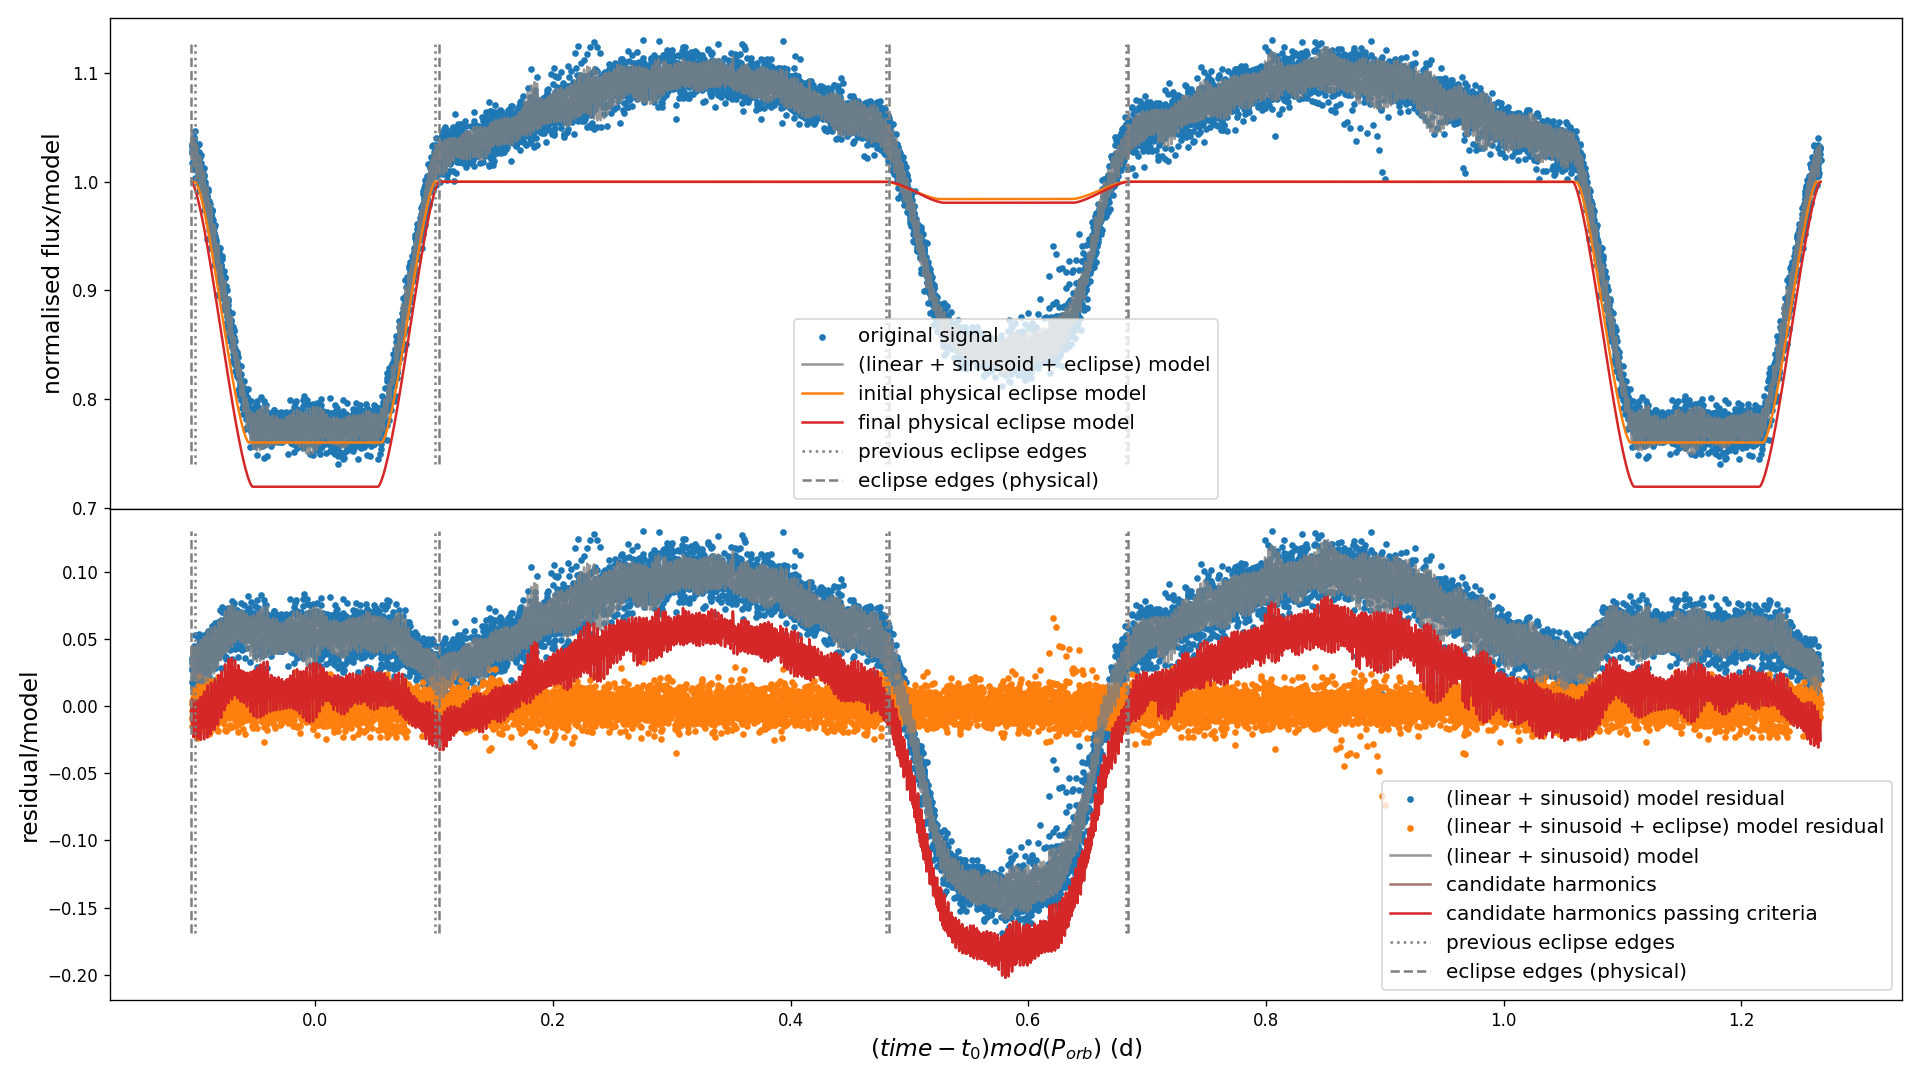 normalised flux/model
1.1
1.0
0.9
0.8
0.7
original signal
(linear + sinusoid + eclipse) model
initial physical eclipse model
final physical eclipse model
previous eclipse edges
eclipse edges (physical)
residual/model
0.10
0.05
0.00
−0.05
−0.10
−0.15
−0.20
(linear + sinusoid) model residual
(linear + sinusoid + eclipse) model residual
(linear + sinusoid) model
candidate harmonics
candidate harmonics passing criteria
previous eclipse edges
eclipse edges (physical)
0.0 0.2 0.4 0.6 0.8 1.0 1.2
(time − t₀)mod(Pₒᵣb) (d)